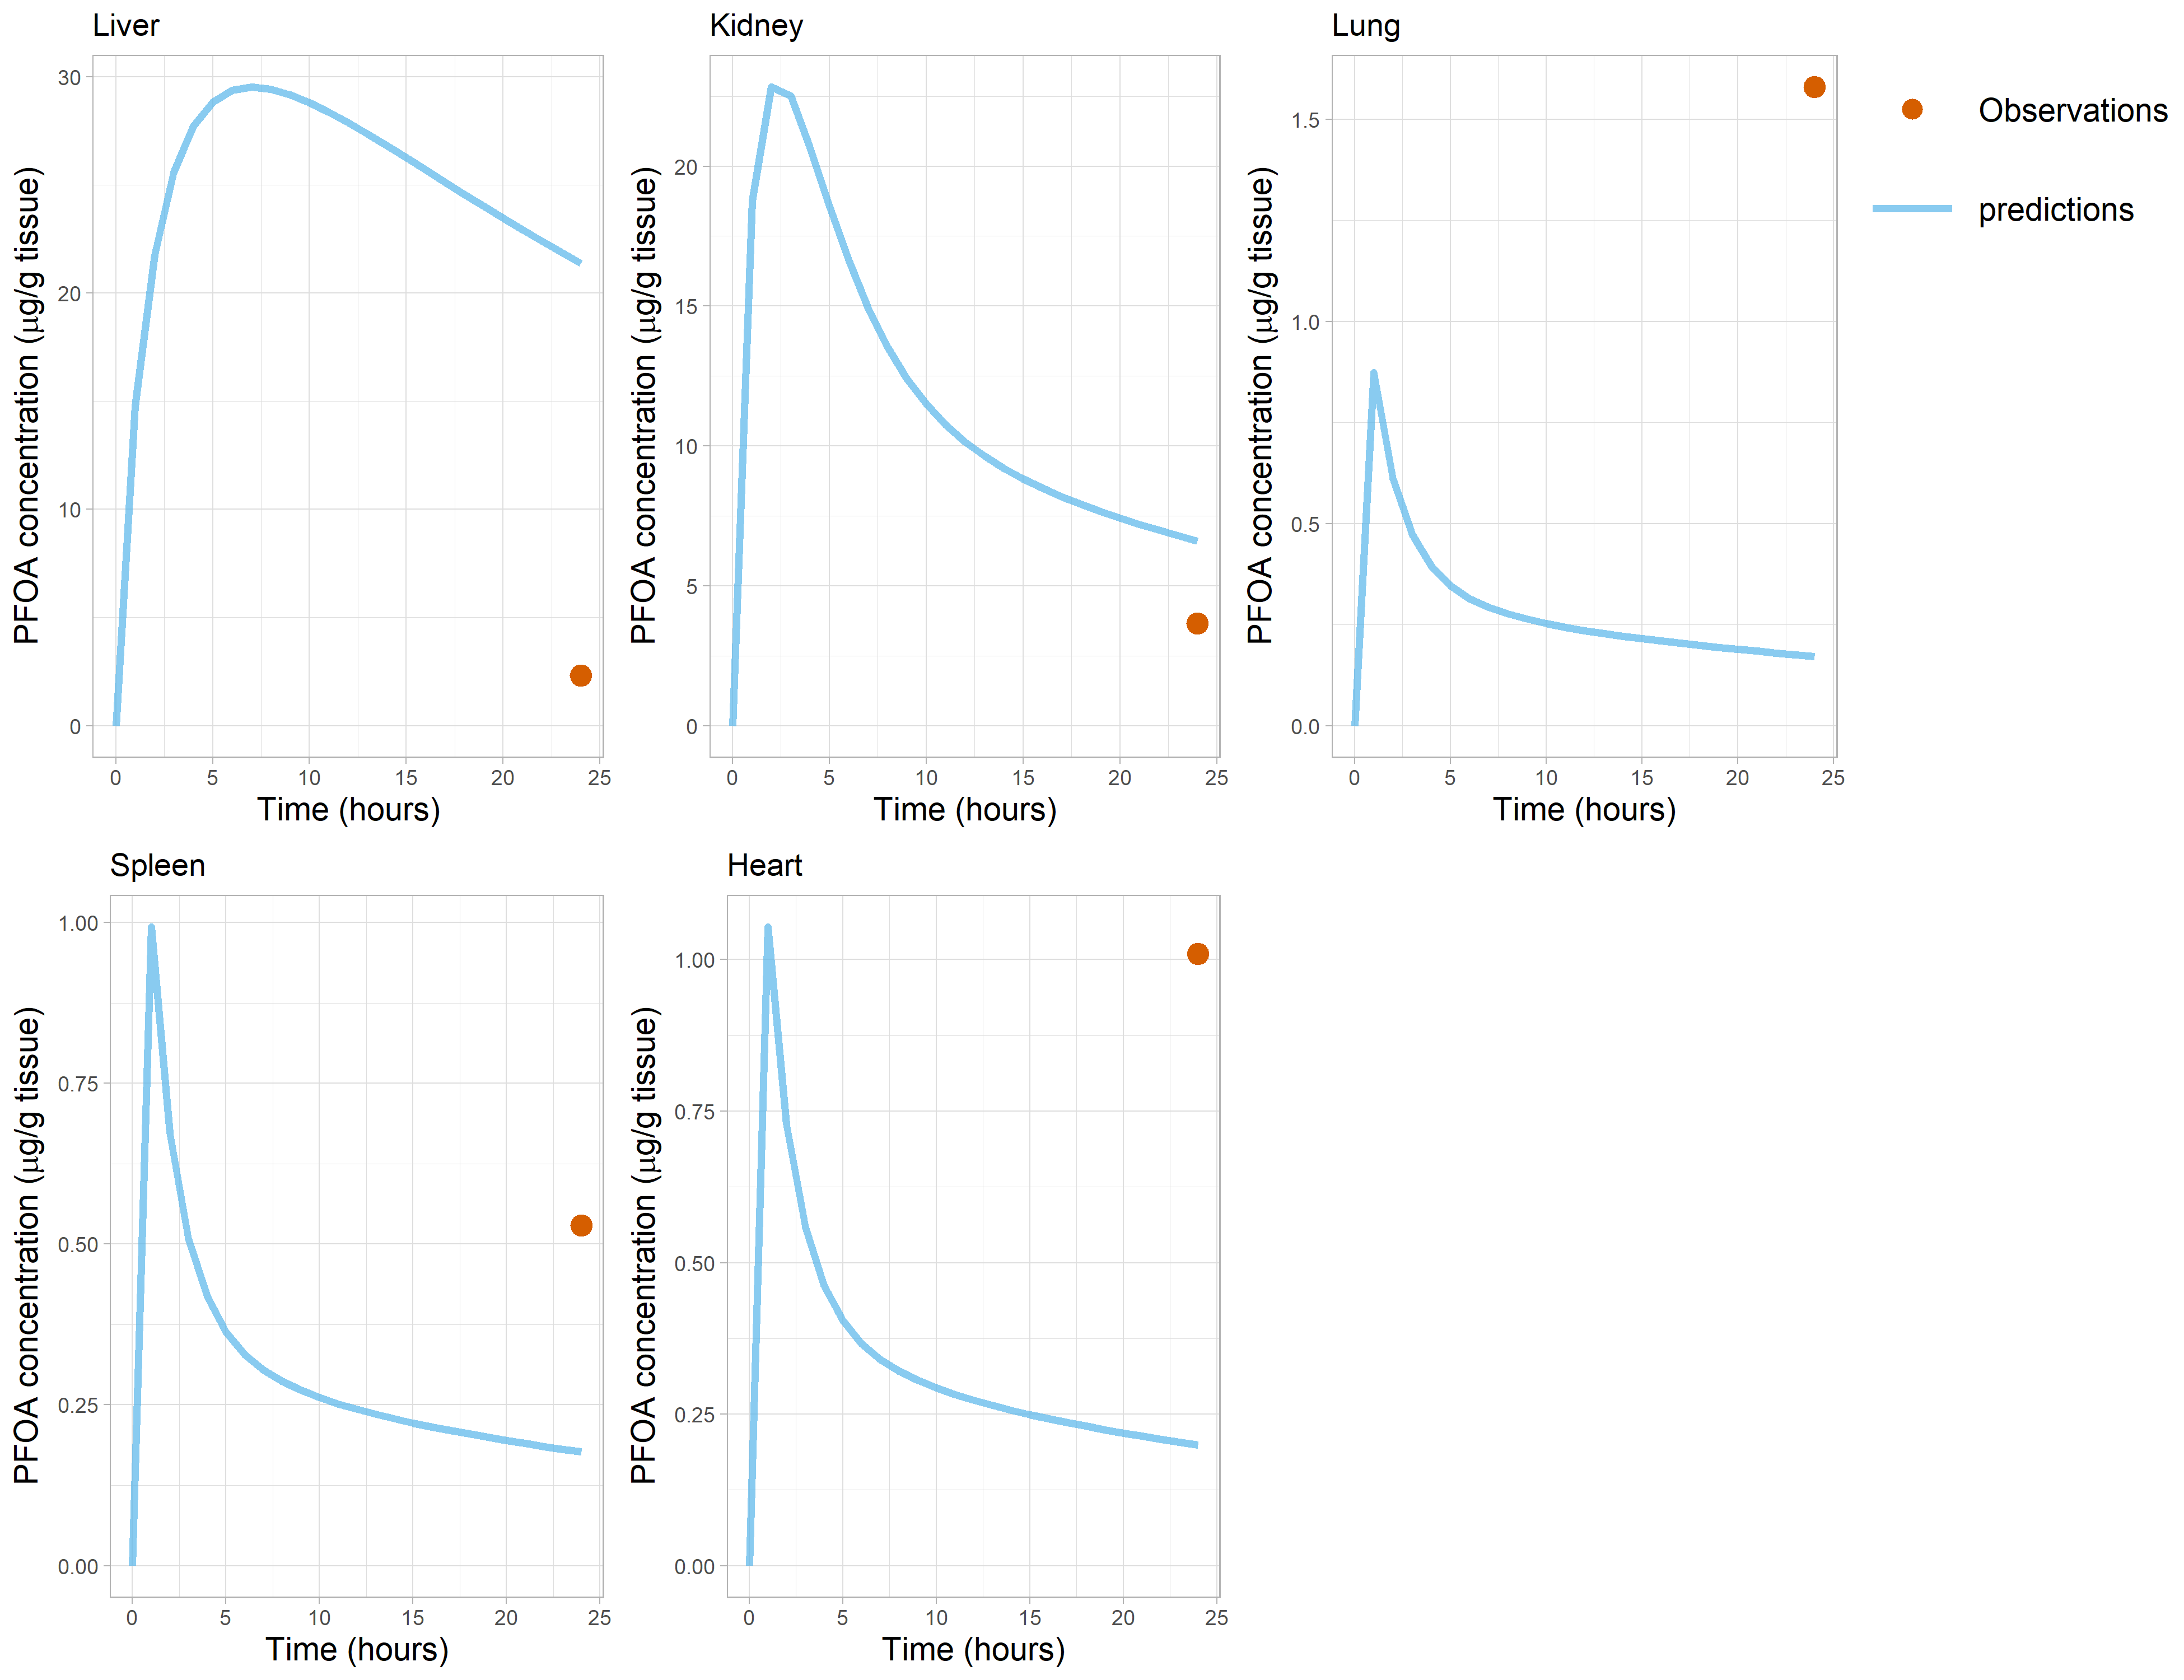 Liver
PFOA concentration (μg/g tissue)
30
20
10
0
0 5 10 15 20 25
Time (hours)
Kidney
PFOA concentration (μg/g tissue)
20
15
10
5
0
0 5 10 15 20 25
Time (hours)
Lung
PFOA concentration (μg/g tissue)
1.5
1.0
0.5
0.0
0 5 10 15 20 25
Time (hours)
Observations
predictions
Spleen
PFOA concentration (μg/g tissue)
1.00
0.75
0.50
0.25
0.00
0 5 10 15 20 25
Time (hours)
Heart
PFOA concentration (μg/g tissue)
1.00
0.75
0.50
0.25
0.00
0 5 10 15 20 25
Time (hours)